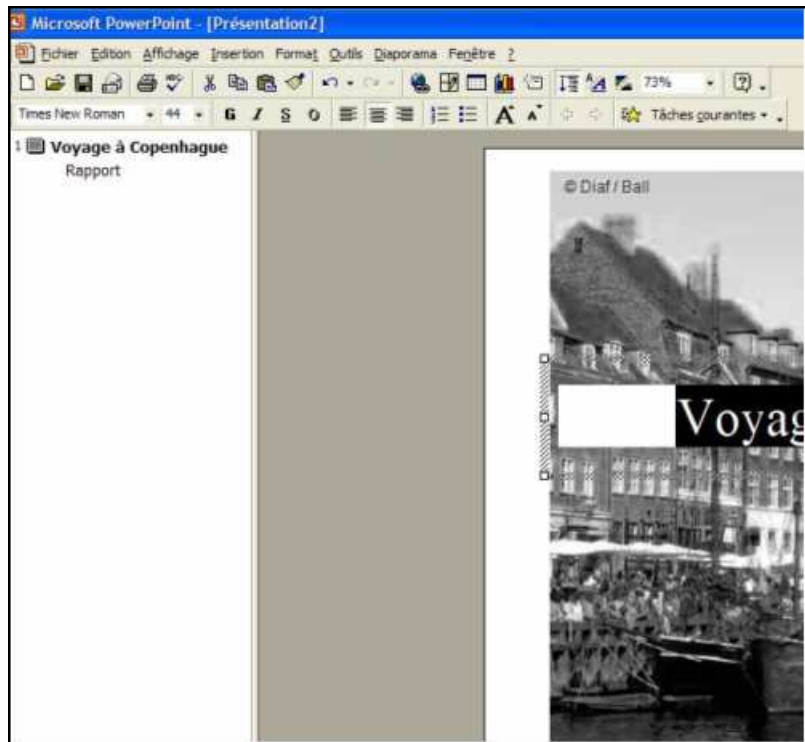 Microsoft PowerPoint - [Présentation2]
Fichier Edition Affichage Insertion Format Outils Diaporama Fenêtre ?
73%
Times New Roman 44 G I S O A A Tâches courantes
1 Voyage à Copenhague
Rapport
© Diaf / Ball
Voyag